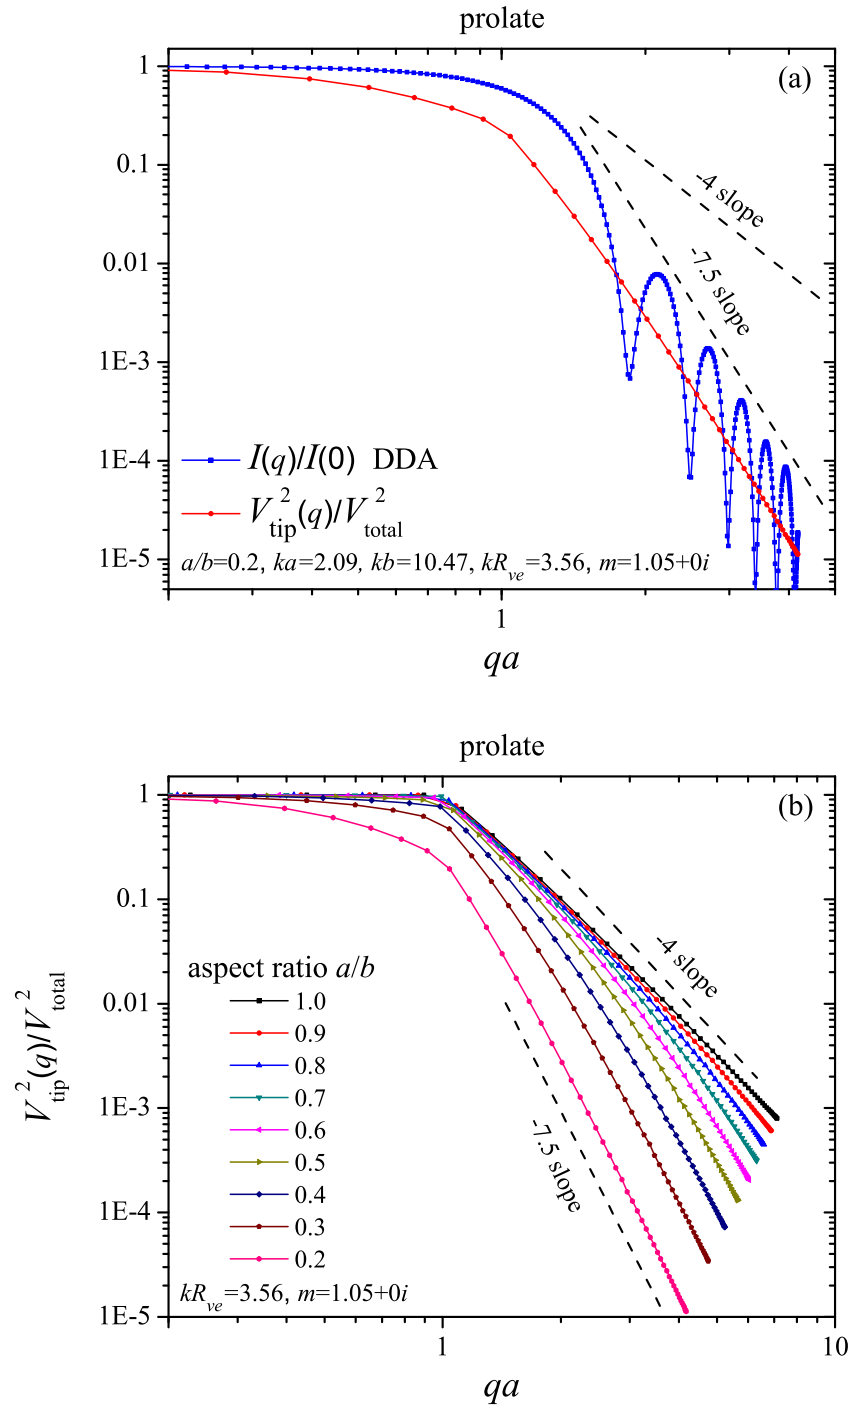 prolate
(a)
1
0.1
0.01
1E-3
1E-4
1E-5
-4 slope
-7.5 slope
I(q)/I(0) DDA
V_tip^2(q)/V_total^2
a/b=0.2, ka=2.09, kb=10.47, kR_ve=3.56, m=1.05+0i
1
qa
prolate
(b)
1
0.1
0.01
1E-3
1E-4
1E-5
V_tip^2(q)/V_total^2
-4 slope
-7.5 slope
aspect ratio a/b
1.0
0.9
0.8
0.7
0.6
0.5
0.4
0.3
0.2
kR_ve=3.56, m=1.05+0i
1
10
qa